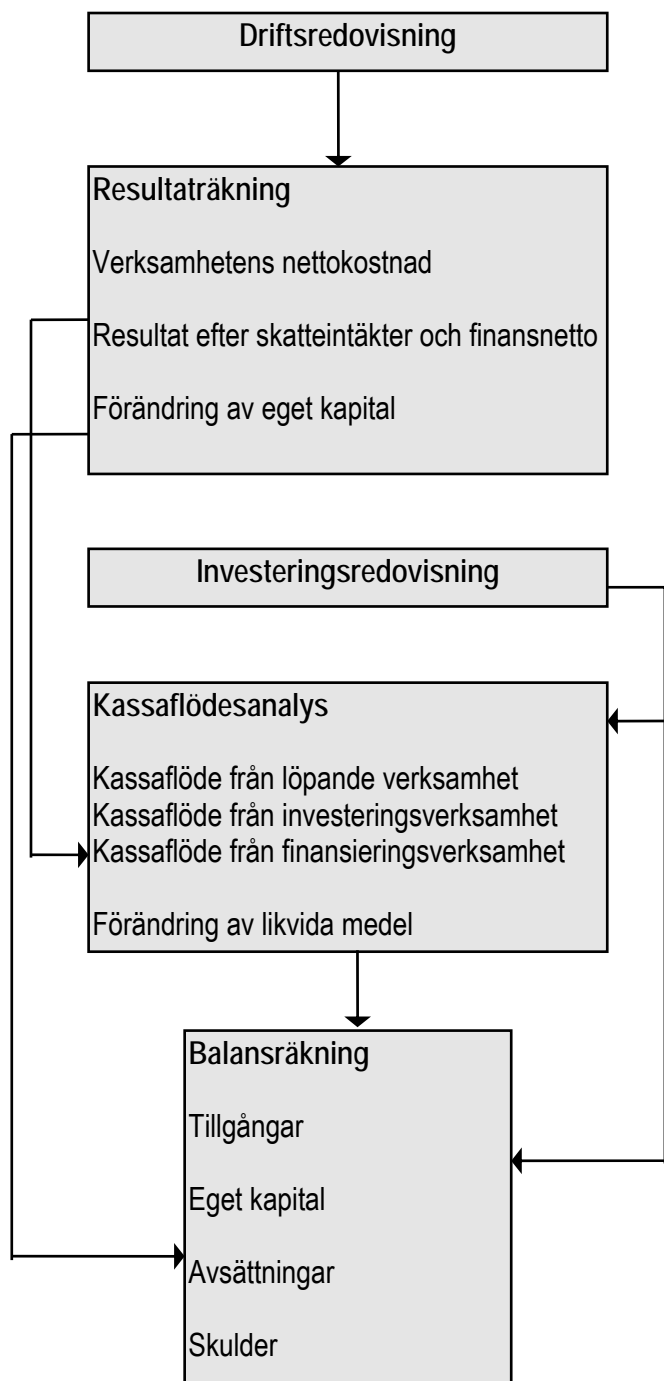 Driftsredovisning
Resultaträkning
Verksamhetens nettokostnad
Resultat efter skatteintäkter och finansnetto
Förändring av eget kapital
Investeringsredovisning
Kassaflödesanalys
Kassaflöde från löpande verksamhet
Kassaflöde från investeringsverksamhet
Kassaflöde från finansieringsverksamhet
Förändring av likvida medel
Balansräkning
Tillgångar
Eget kapital
Avsättningar
Skulder